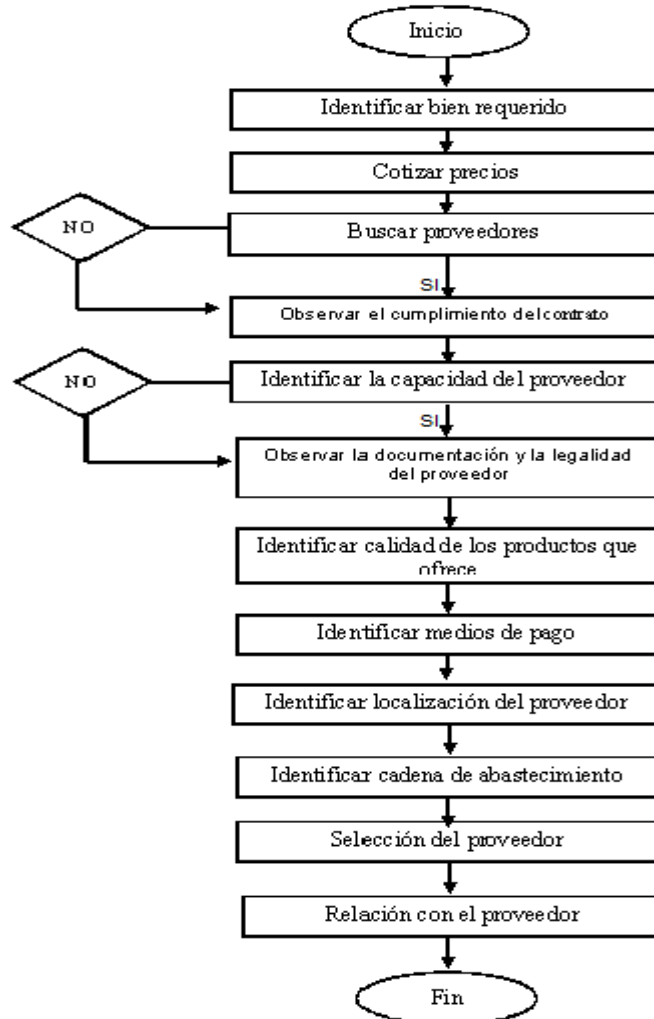 Inicio
Identificar bien requerido
Cotizar precios
NO
Buscar proveedores
SI
Observar el cumplimiento del contrato
NO
Identificar la capacidad del proveedor
SI
Observar la documentación y la legalidad
del proveedor
Identificar calidad de los productos que
ofrece
Identificar medios de pago
Identificar localización del proveedor
Identificar cadena de abastecimiento
Selección del proveedor
Relación con el proveedor
Fin